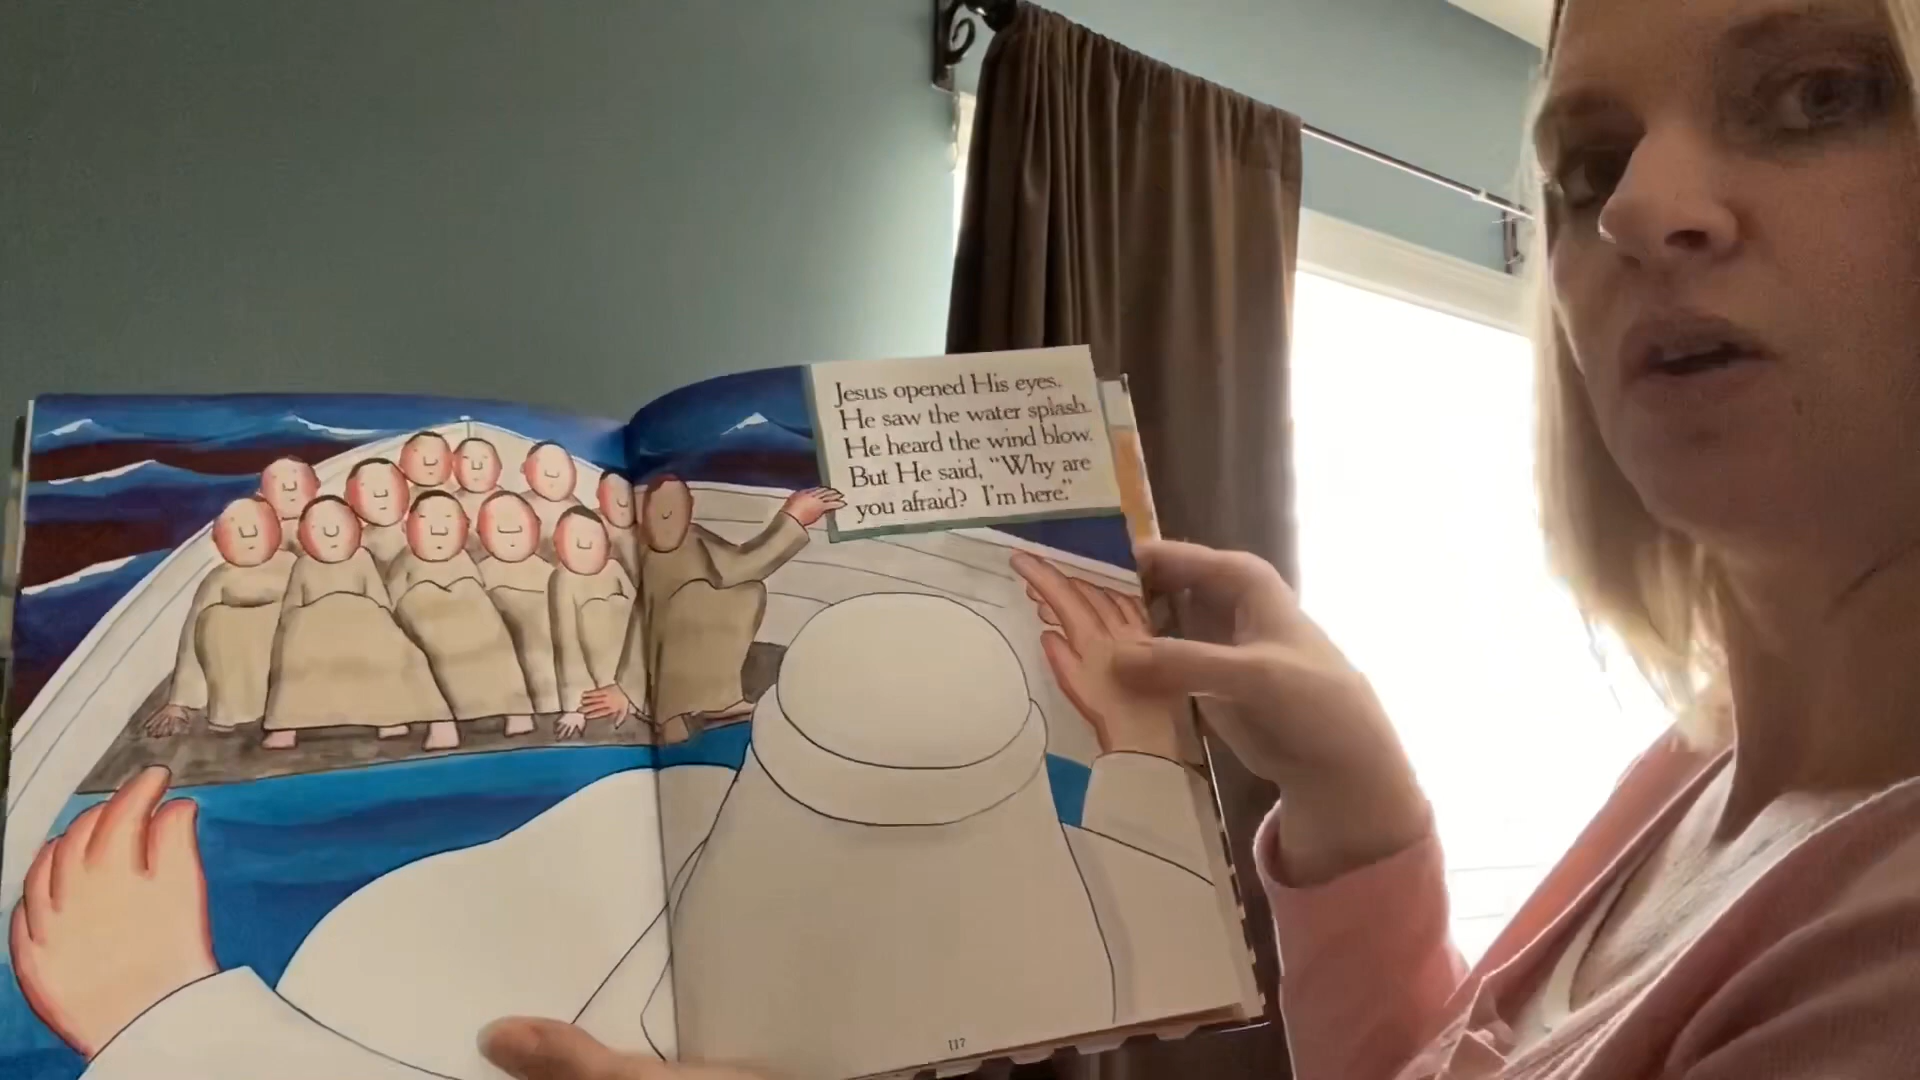 Jesus opened His eyes.
He saw the water splash.
He heard the wind blow.
But He said, “Why are
you afraid? I’m here.”
117